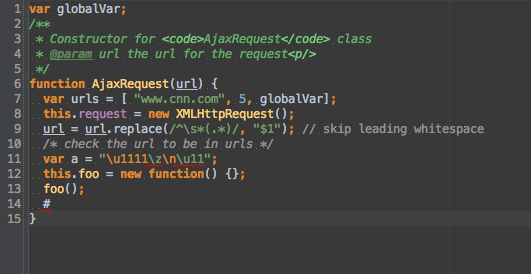 1 var globalVar;
2 /**
3  * Constructor for <code>AjaxRequest</code> class
4  * @param url the url for the request<p/>
5  */
6 function AjaxRequest(url) {
7   var urls = [ "www.cnn.com", 5, globalVar];
8   this.request = new XMLHttpRequest();
9   url = url.replace(/^\s*(.*)/, "$1"); // skip leading whitespace
10   /* check the url to be in urls */
11   var a = "\u1111\z\n\u11";
12   this.foo = new function() {};
13   foo();
14   #
15 }